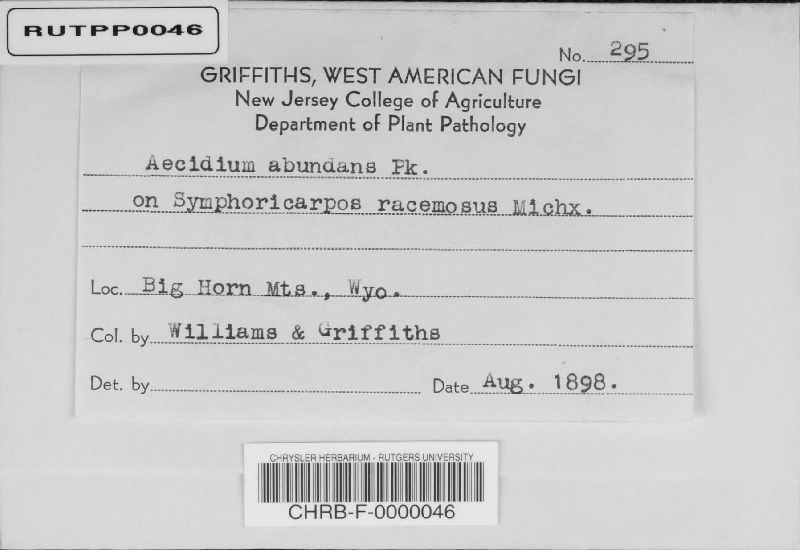 RUTPP0046
No. 295
GRIFFITHS, WEST AMERICAN FUNGI
New Jersey College of Agriculture
Department of Plant Pathology
Aecidium abundans Pk.
on Symphoricarpos racemosus Michx.
Loc. Big Horn Mts., Wyo.
Col. by Williams & Griffiths
Det. by
Date Aug. 1898.
CHRYSLER HERBARIUM - RUTGERS UNIVERSITY
CHRB-F-0000046